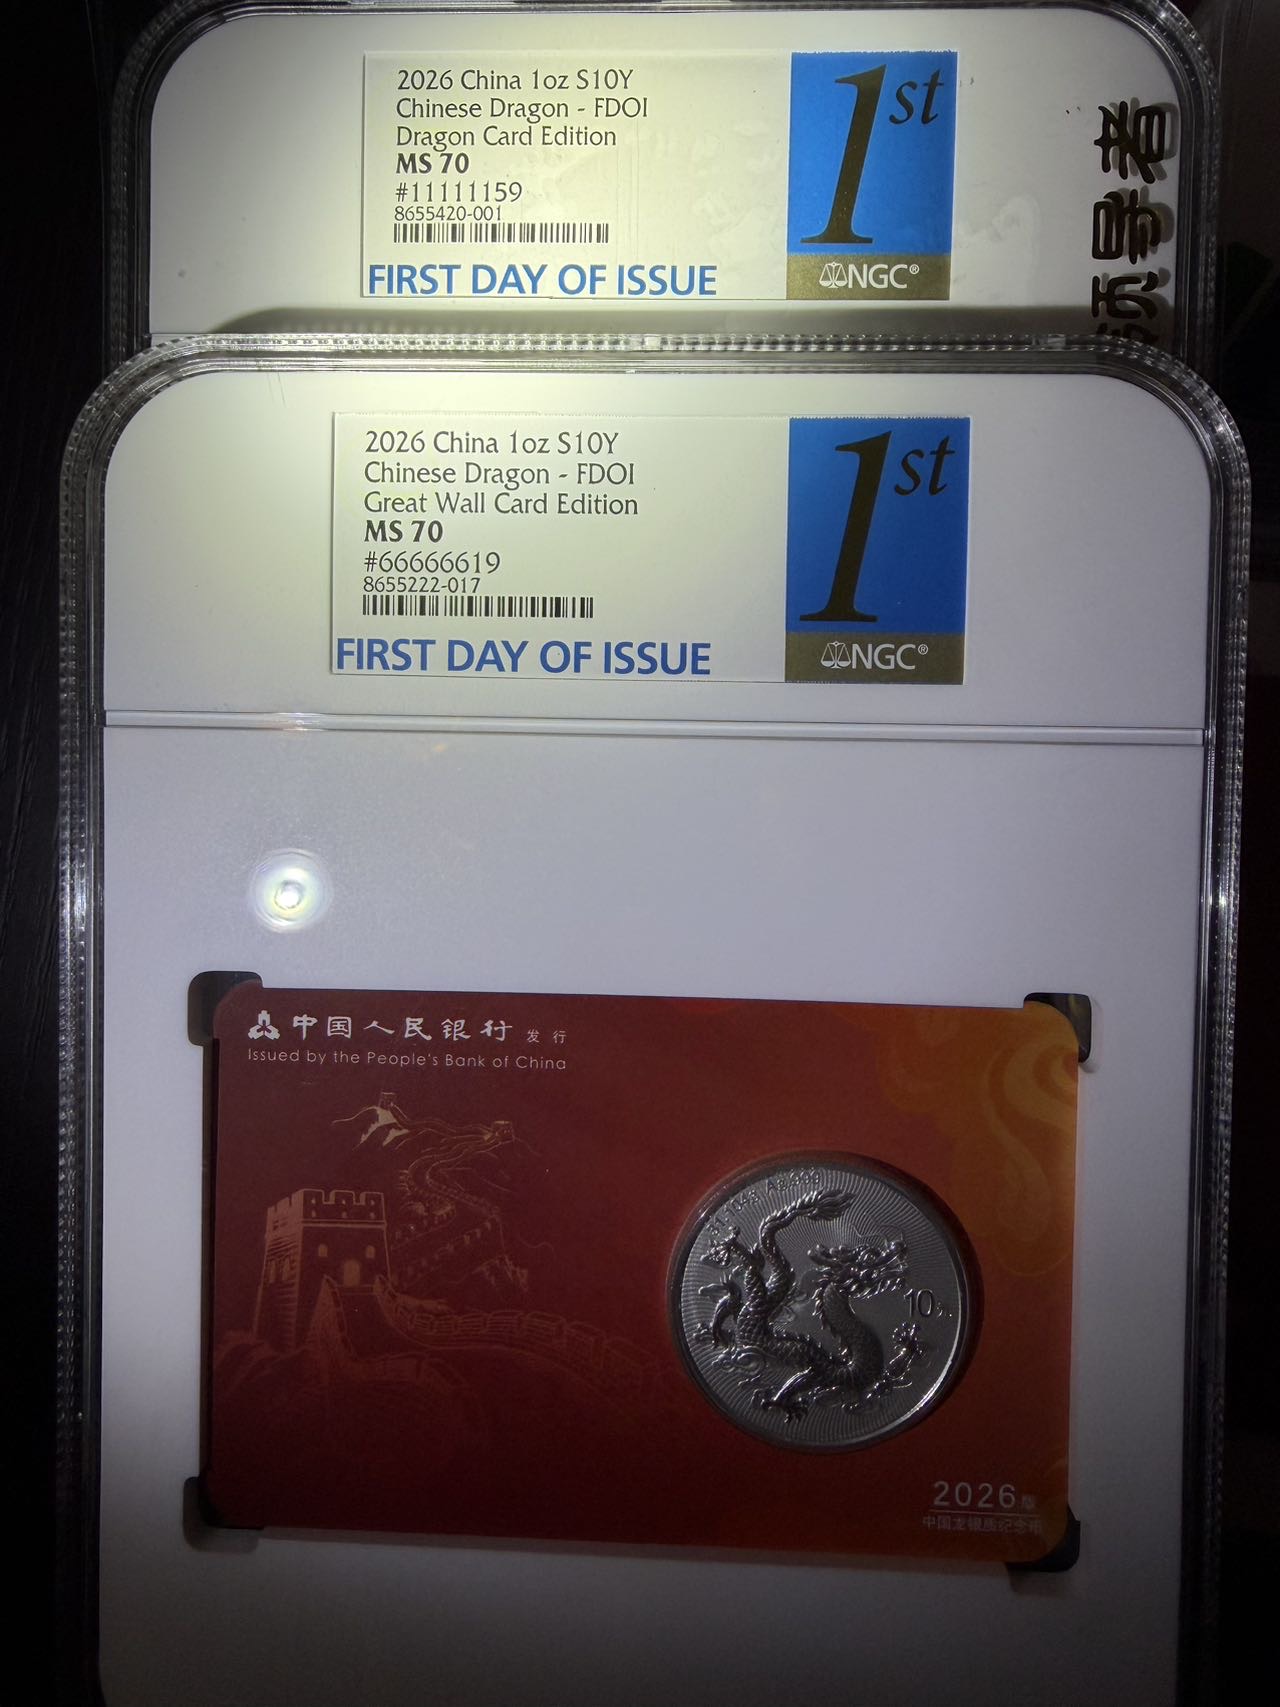 2026 China 1oz S10Y
Chinese Dragon - FDOI
Dragon Card Edition
MS 70
#11111159
8655420-001
FIRST DAY OF ISSUE
1st
NGC®
领导者
2026 China 1oz S10Y
Chinese Dragon - FDOI
Great Wall Card Edition
MS 70
#66666619
8655222-017
FIRST DAY OF ISSUE
1st
NGC®
中国人民银行 发行
Issued by the People's Bank of China
10元
2026版
中国龙银质纪念币